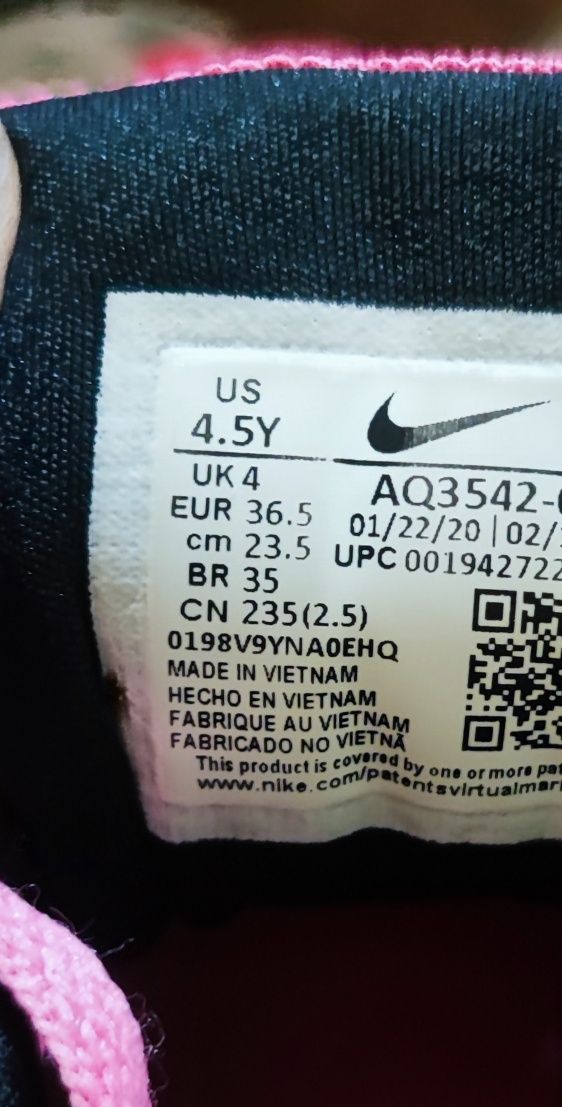 US
4.5Y
UK 4
EUR 36.5
cm 23.5
BR 35
CN 235(2.5)
AQ3542-
01/22/20 | 02/
UPC 001942722
0198V9YNA0EHQ
MADE IN VIETNAM
HECHO EN VIETNAM
FABRIQUE AU VIETNAM
FABRICADO NO VIETNÃ
This product is covered by one or more
www.nike.com/patentsvirtualmar